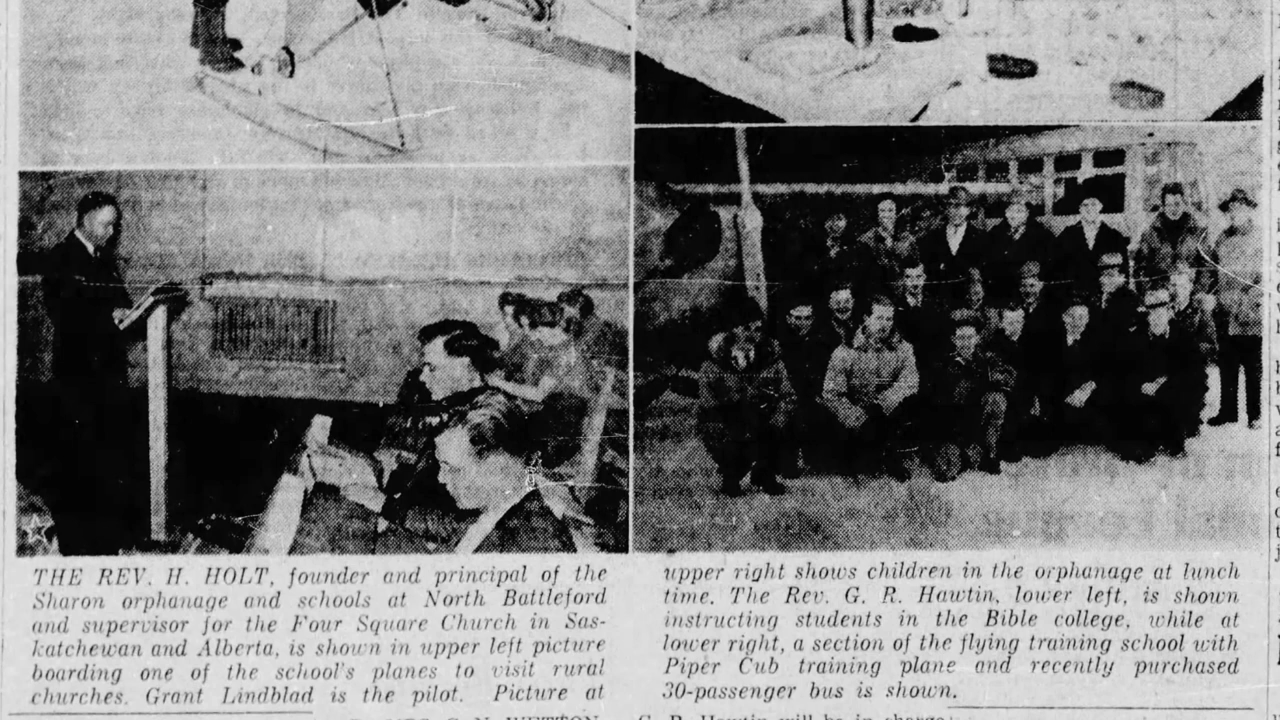 THE REV. H. HOLT, founder and principal of the
Sharon orphanage and schools at North Battleford
and supervisor for the Four Square Church in Sas-
katchewan and Alberta, is shown in upper left picture
boarding one of the school's planes to visit rural
churches. Grant Lindblad is the pilot. Picture at
upper right shows children in the orphanage at lunch
time. The Rev. G. R. Hawtin, lower left, is shown
instructing students in the Bible college, while at
lower right, a section of the flying training school with
Piper Cub training plane and recently purchased
30-passenger bus is shown.
G. R. Hawtin will be in charge